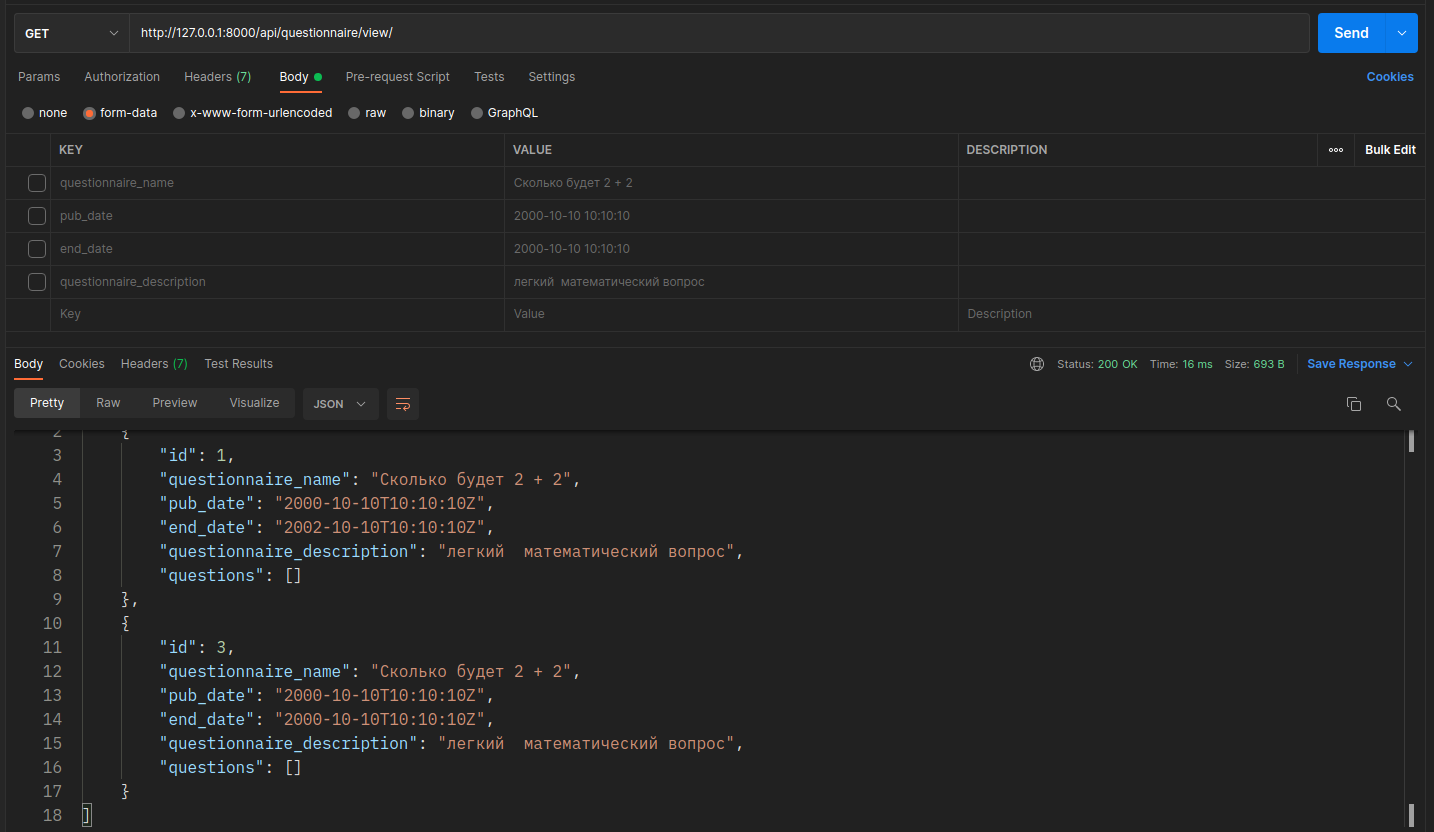 GET http://127.0.0.1:8000/api/questionnaire/view/ Send
Params Authorization Headers (7) Body Pre-request Script Tests Settings Cookies
none form-data x-www-form-urlencoded raw binary GraphQL
KEY VALUE DESCRIPTION Bulk Edit
questionnaire_name Сколько будет 2 + 2
pub_date 2000-10-10 10:10:10
end_date 2000-10-10 10:10:10
questionnaire_description легкий  математический вопрос
Key Value Description
Body Cookies Headers (7) Test Results Status: 200 OK Time: 16 ms Size: 693 B Save Response
Pretty Raw Preview Visualize JSON
2 {
3 "id": 1,
4 "questionnaire_name": "Сколько будет 2 + 2",
5 "pub_date": "2000-10-10T10:10:10Z",
6 "end_date": "2002-10-10T10:10:10Z",
7 "questionnaire_description": "легкий  математический вопрос",
8 "questions": []
9 },
10 {
11 "id": 3,
12 "questionnaire_name": "Сколько будет 2 + 2",
13 "pub_date": "2000-10-10T10:10:10Z",
14 "end_date": "2000-10-10T10:10:10Z",
15 "questionnaire_description": "легкий  математический вопрос",
16 "questions": []
17 }
18 ]